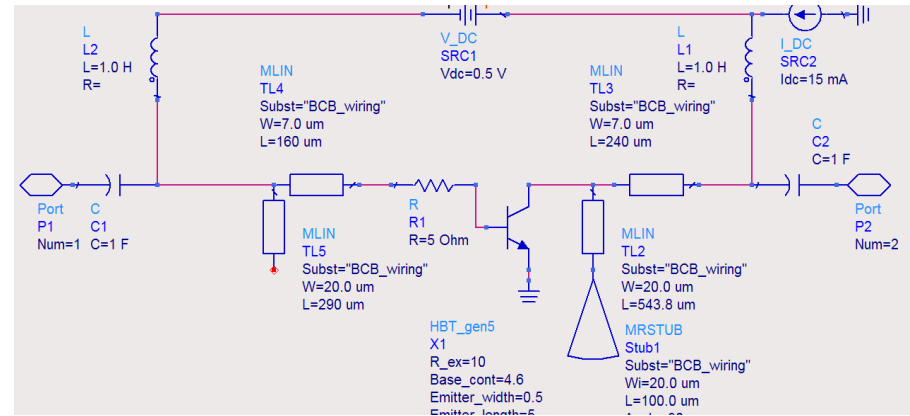 L
L2
L=1.0 H
R=
V_DC
SRC1
Vdc=0.5 V
L
L1
L=1.0 H
R=
I_DC
SRC2
Idc=15 mA
MLIN
TL4
Subst="BCB_wiring"
W=7.0 um
L=160 um
MLIN
TL3
Subst="BCB_wiring"
W=7.0 um
L=240 um
C
C2
C=1 F
Port
P1
Num=1
C
C1
C=1 F
R
R1
R=5 Ohm
Port
P2
Num=2
MLIN
TL5
Subst="BCB_wiring"
W=20.0 um
L=290 um
MLIN
TL2
Subst="BCB_wiring"
W=20.0 um
L=543.8 um
HBT_gen5
X1
R_ex=10
Base_cont=4.6
Emitter_width=0.5
Emitter_length=5
MRSTUB
Stub1
Subst="BCB_wiring"
Wi=20.0 um
L=100.0 um